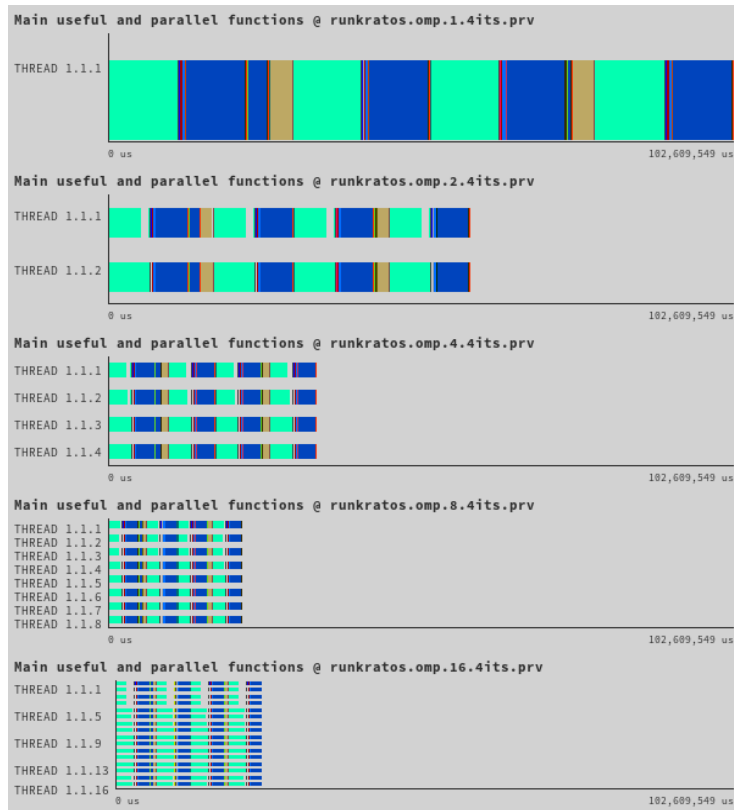 Main useful and parallel functions @ runkratos.omp.1.4its.prv
THREAD 1.1.1
0 us 102,609,549 us
Main useful and parallel functions @ runkratos.omp.2.4its.prv
THREAD 1.1.1
THREAD 1.1.2
0 us 102,609,549 us
Main useful and parallel functions @ runkratos.omp.4.4its.prv
THREAD 1.1.1
THREAD 1.1.2
THREAD 1.1.3
THREAD 1.1.4
0 us 102,609,549 us
Main useful and parallel functions @ runkratos.omp.8.4its.prv
THREAD 1.1.1
THREAD 1.1.2
THREAD 1.1.3
THREAD 1.1.4
THREAD 1.1.5
THREAD 1.1.6
THREAD 1.1.7
THREAD 1.1.8
0 us 102,609,549 us
Main useful and parallel functions @ runkratos.omp.16.4its.prv
THREAD 1.1.1
THREAD 1.1.5
THREAD 1.1.9
THREAD 1.1.13
THREAD 1.1.16
0 us 102,609,549 us